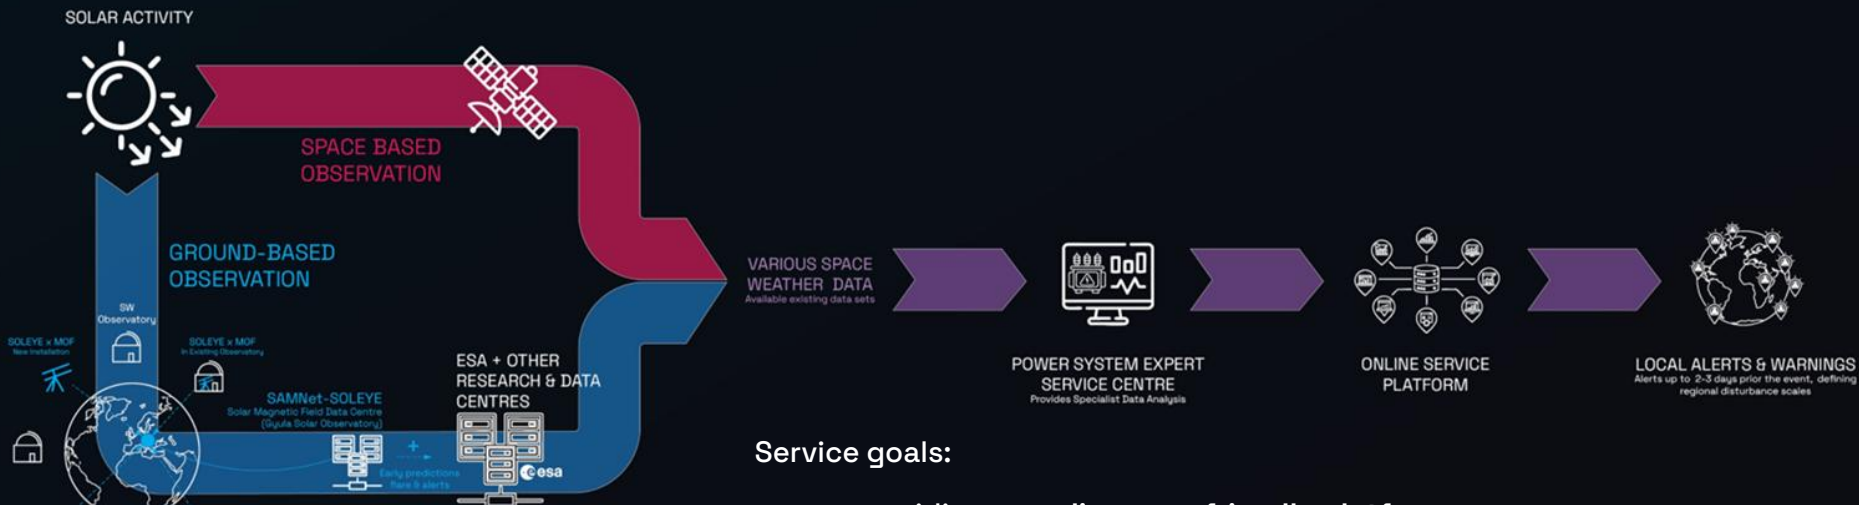 SOLAR ACTIVITY
SPACE BASED
OBSERVATION
GROUND-BASED
OBSERVATION
SW
Observatory
SOLEYE x MOF
New Installation
SOLEYE x MOF
In Existing Observatory
SAMNet-SOLEYE
Solar Magnetic Field Data Centre
(Gyula Solar Observatory)
+
Early predictions
flare & alerts
ESA + OTHER
RESEARCH & DATA
CENTRES
esa
VARIOUS SPACE
WEATHER DATA
Available existing data sets
POWER SYSTEM EXPERT
SERVICE CENTRE
Provides Specialist Data Analysis
ONLINE SERVICE
PLATFORM
LOCAL ALERTS & WARNINGS
Alerts up to 2-3 days prior the event, defining
regional disturbance scales
Service goals: